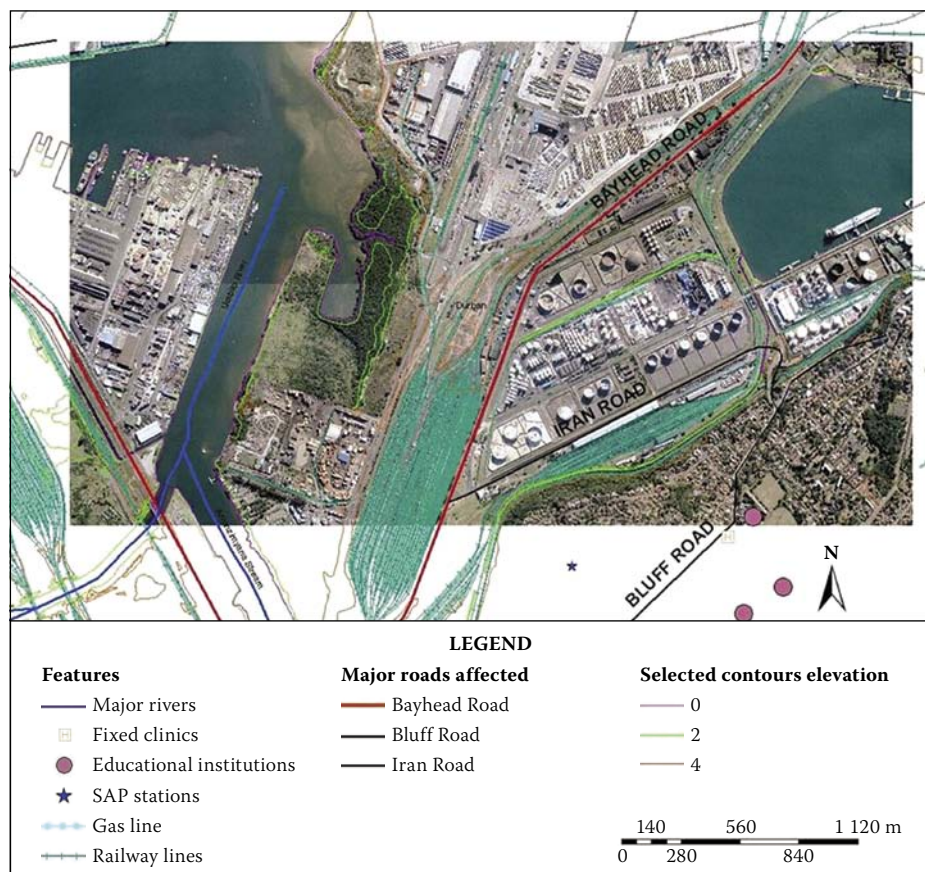 BAYHEAD ROAD
Durban
IRAN ROAD
BLUFF ROAD
H
N
LEGEND
Features
Major rivers
H Fixed clinics
Educational institutions
SAP stations
Gas line
Railway lines
Major roads affected
Bayhead Road
Bluff Road
Iran Road
Selected contours elevation
0
2
4
140 560 1 120 m
0 280 840